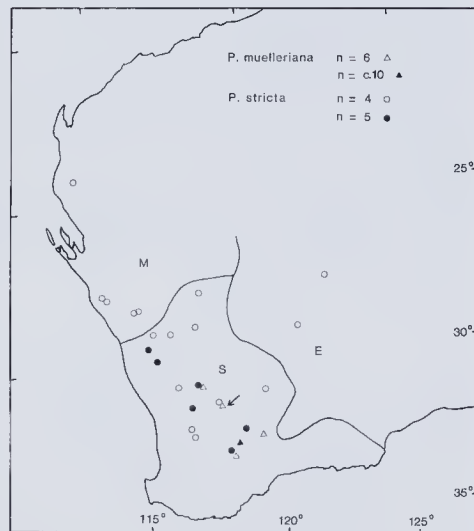 P. muelleriana n = 6 △
n = c.10 ▲
P. stricta n = 4 ○
n = 5 ●
25°
M
30°
S
E
35°
115° 120° 125°